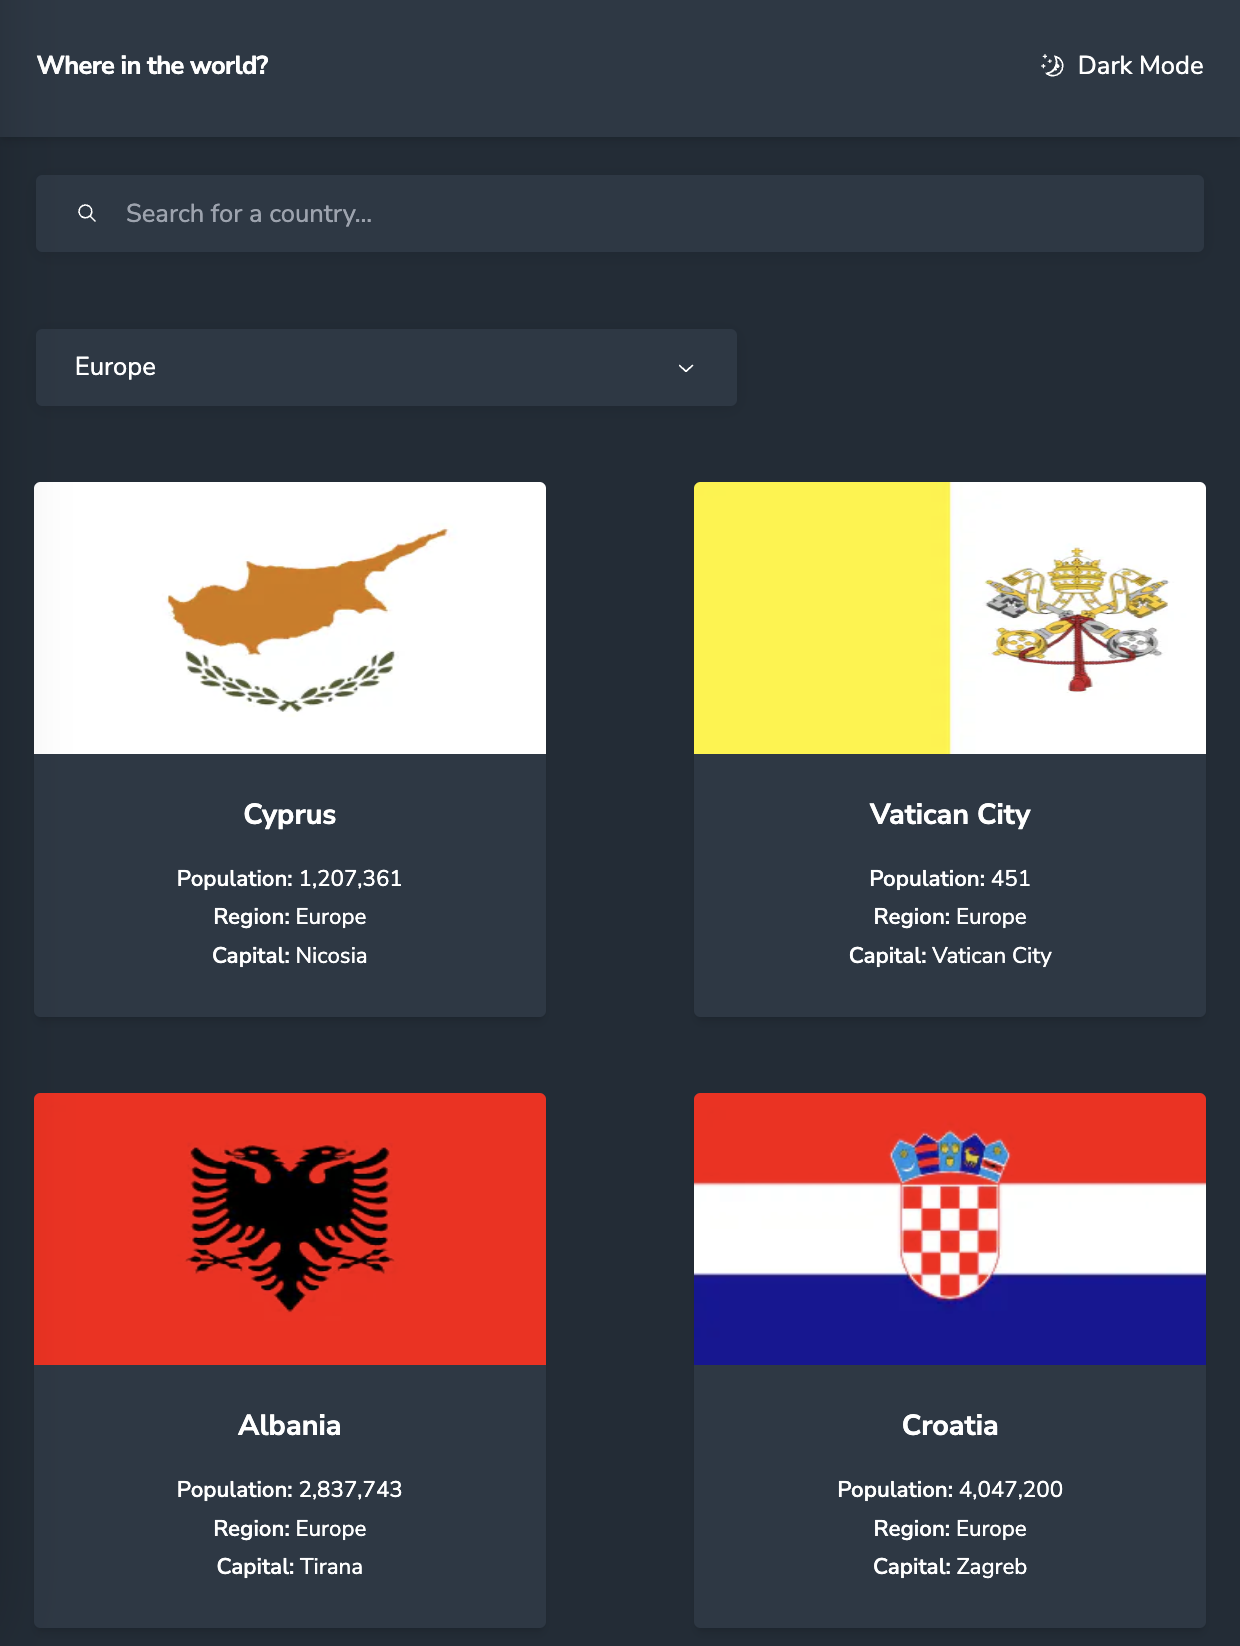 Where in the world?
Dark Mode
Search for a country...
Europe
Cyprus
Population: 1,207,361
Region: Europe
Capital: Nicosia
Vatican City
Population: 451
Region: Europe
Capital: Vatican City
Albania
Population: 2,837,743
Region: Europe
Capital: Tirana
Croatia
Population: 4,047,200
Region: Europe
Capital: Zagreb